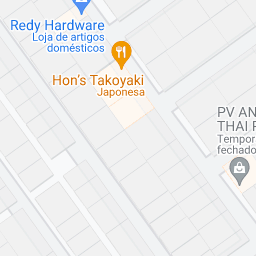 Redy Hardware
Loja de artigos
domésticos
Hon's Takoyaki
Japonesa
PV AN
THAI
Tempor
fechado